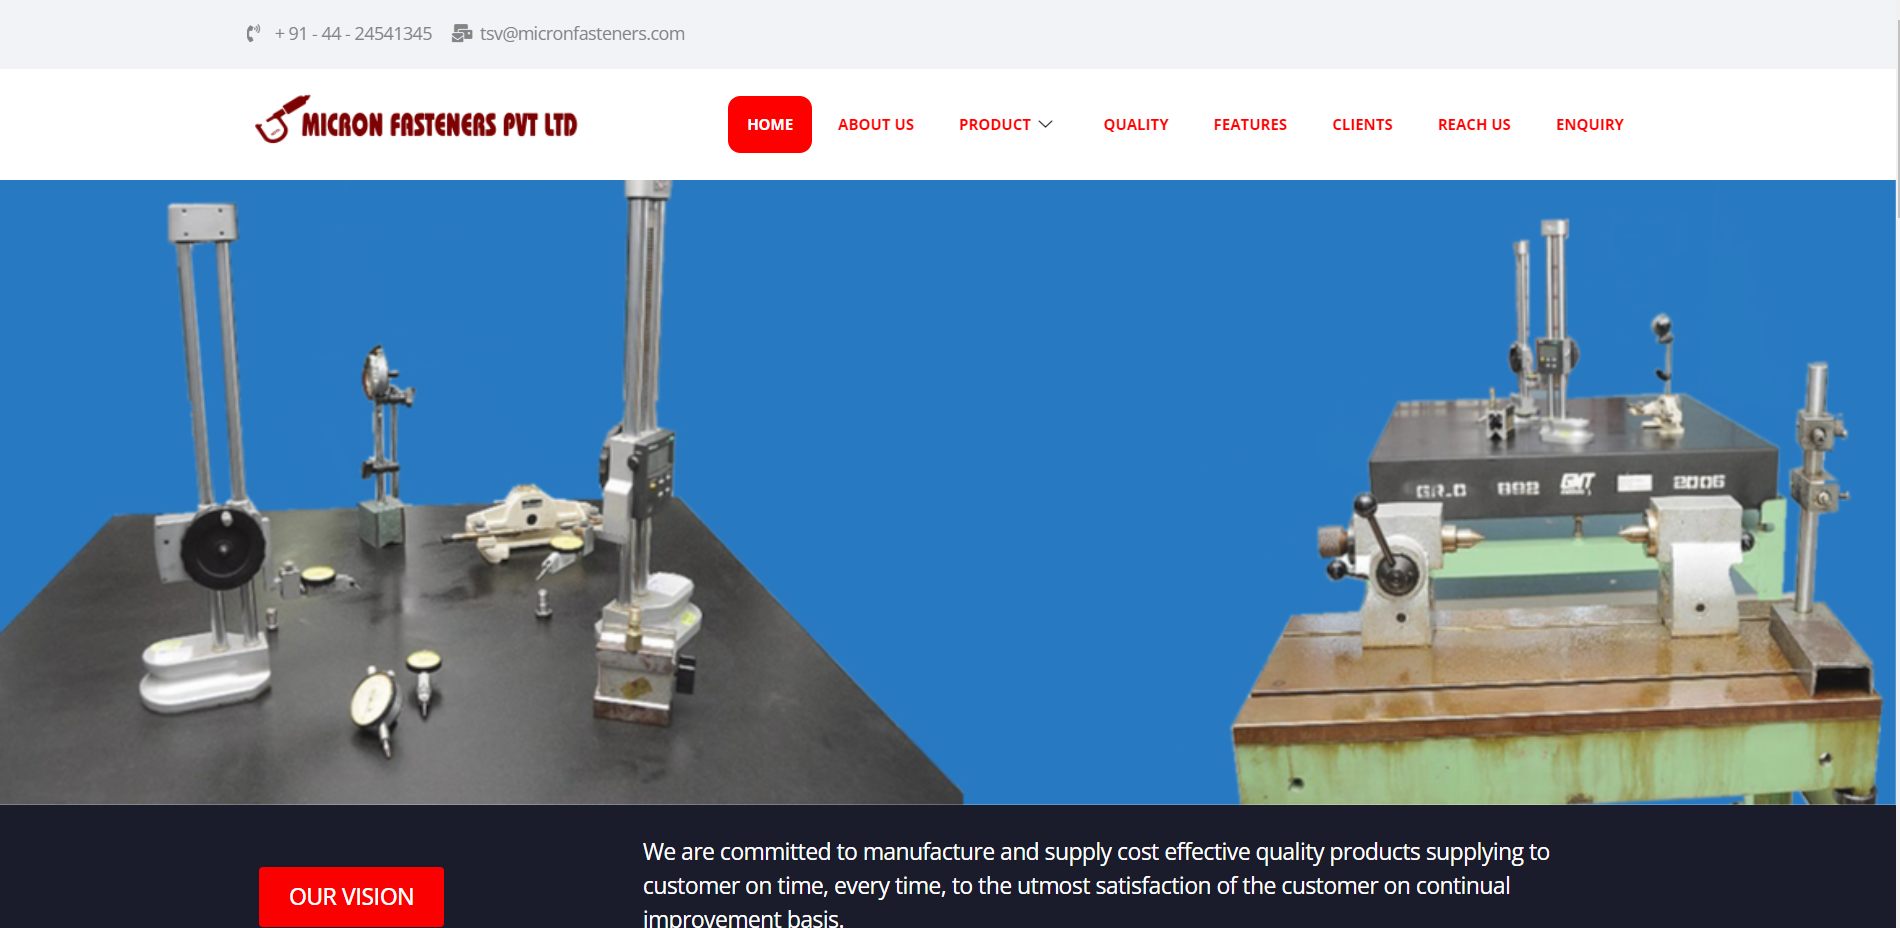 + 91 - 44 - 24541345 tsv@micronfasteners.com
MICRON FASTENERS PVT LTD
HOME ABOUT US PRODUCT QUALITY FEATURES CLIENTS REACH US ENQUIRY
GR.0 892 GMT 2006
OUR VISION
We are committed to manufacture and supply cost effective quality products supplying to
customer on time, every time, to the utmost satisfaction of the customer on continual
improvement basis.